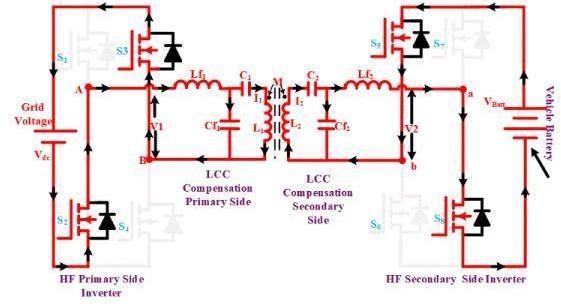 S1
S3
S5
S7
A
Lf1
C1
M
C2
Lf2
a
Grid
Voltage
Vdc
V1
Cf1
I1
L1
I2
L2
Cf2
V2
VBatt
Vehicle Battery
B
b
LCC
Compensation
Primary Side
LCC
Compensation
Secondary
Side
S2
S4
S6
S8
HF Primary Side
Inverter
HF Secondary Side Inverter